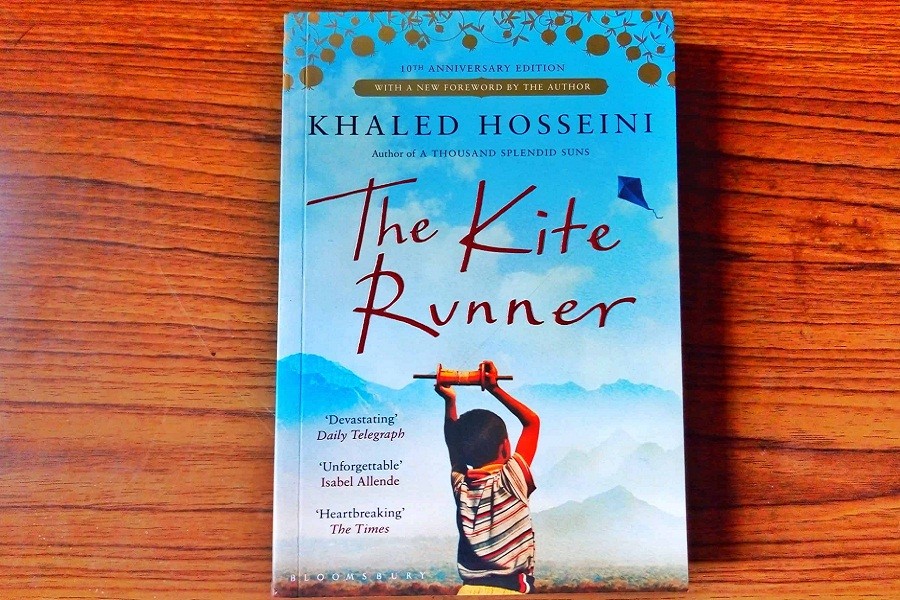 10TH ANNIVERSARY EDITION
WITH A NEW FOREWORD BY THE AUTHOR
KHALED HOSSEINI
Author of A THOUSAND SPLENDID SUNS
The Kite
Runner
‘Devastating’
Daily Telegraph
‘Unforgettable’
Isabel Allende
‘Heartbreaking’
The Times
BLOOMSBURY